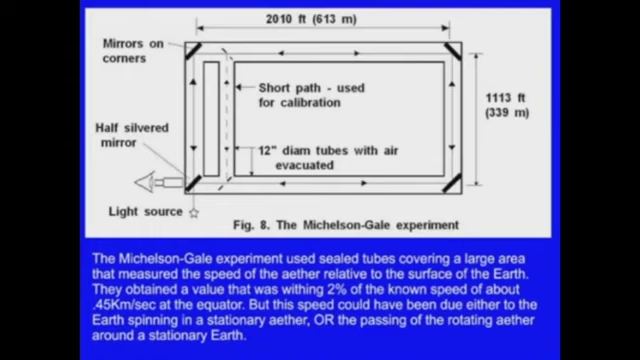 2010 ft (613 m)
Mirrors on
corners
Short path - used
for calibration
1113 ft
(339 m)
Half silvered
mirror
12" diam tubes with air
evacuated
Light source
Fig. 8. The Michelson-Gale experiment
The Michelson-Gale experiment used sealed tubes covering a large area
that measured the speed of the aether relative to the surface of the Earth.
They obtained a value that was withing 2% of the known speed of about
.45Km/sec at the equator. But this speed could have been due either to the
Earth spinning in a stationary aether, OR the passing of the rotating aether
around a stationary Earth.